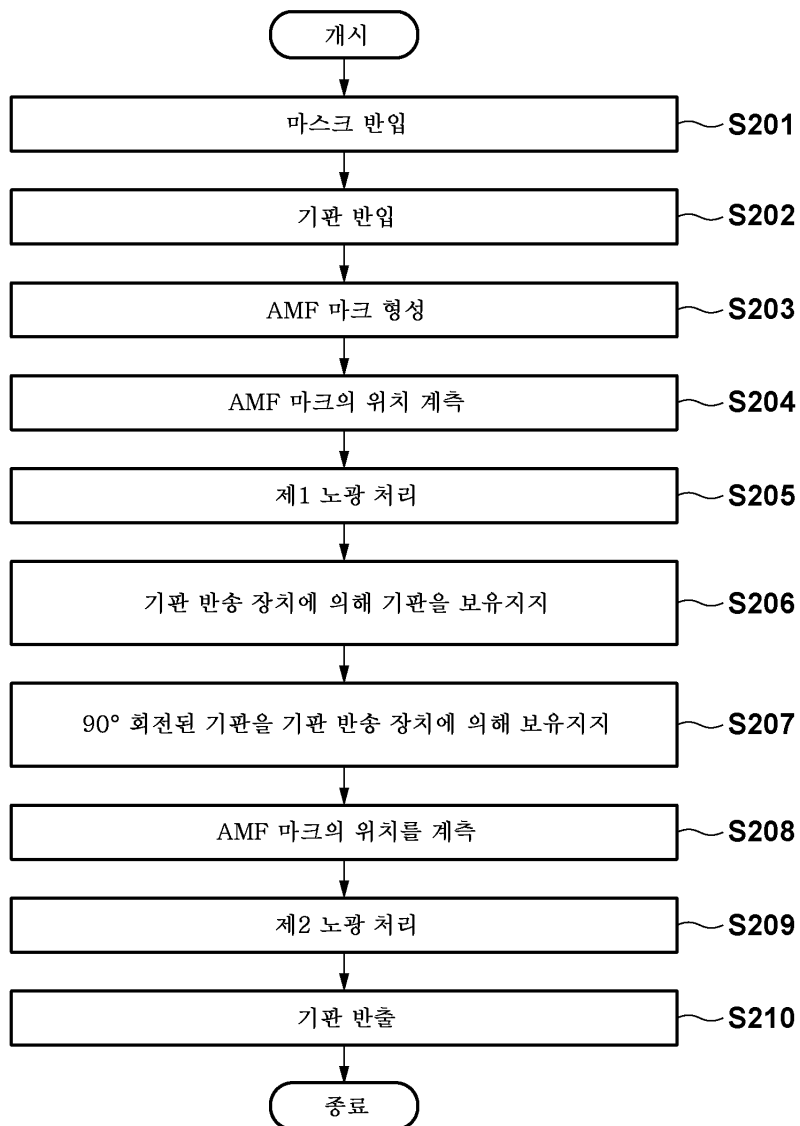 개시
마스크 반입
S201
기판 반입
S202
AMF 마크 형성
S203
AMF 마크의 위치 계측
S204
제1 노광 처리
S205
기판 반송 장치에 의해 기판을 보유지지
S206
90° 회전된 기판을 기판 반송 장치에 의해 보유지지
S207
AMF 마크의 위치를 계측
S208
제2 노광 처리
S209
기판 반출
S210
종료